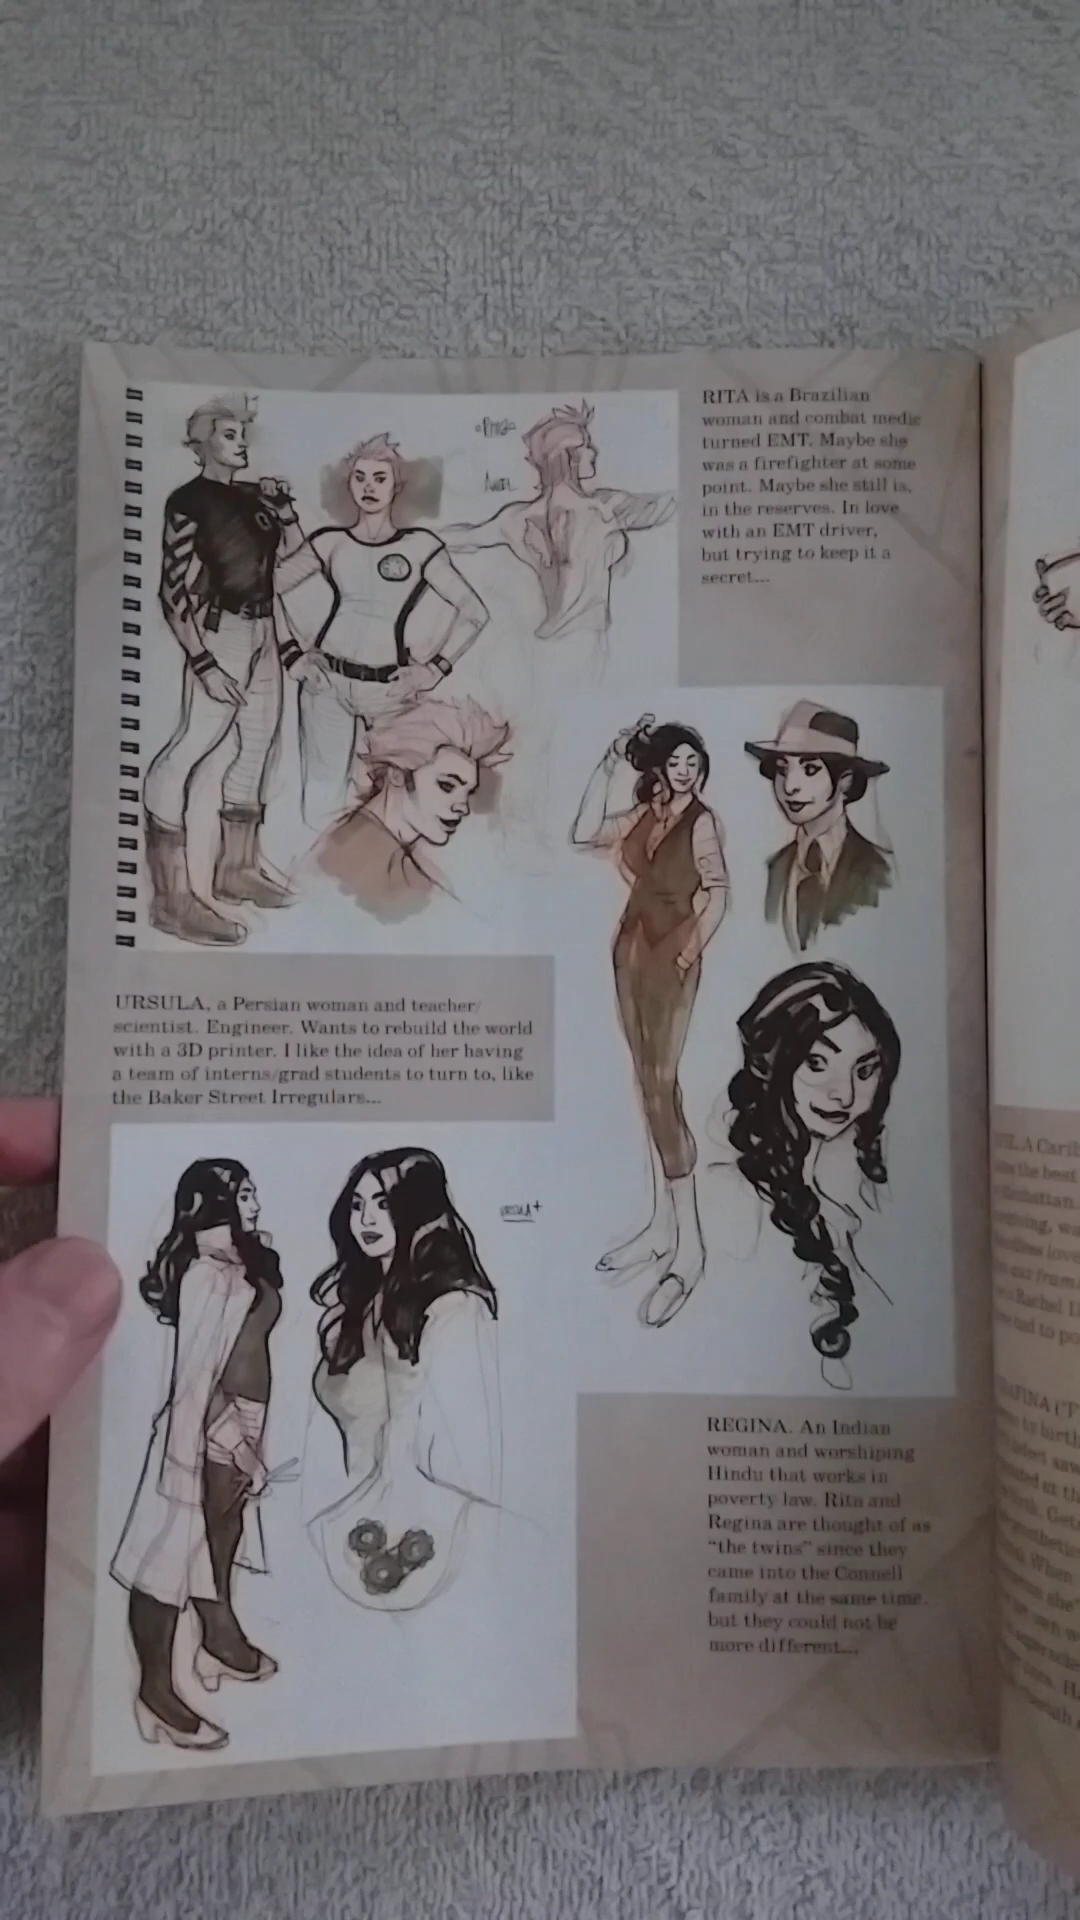 RITA is a Brazilian
woman and combat medic
turned EMT. Maybe she
was a firefighter at some
point. Maybe she still is,
in the reserves. In love
with an EMT driver,
but trying to keep it a
secret...
URSULA, a Persian woman and teacher/
scientist. Engineer. Wants to rebuild the world
with a 3D printer. I like the idea of her having
a team of interns/grad students to turn to, like
the Baker Street Irregulars...
URSULA
REGINA. An Indian
woman and worshiping
Hindu that works in
poverty law. Rita and
Regina are thought of as
"the twins" since they
came into the Connell
family at the same time,
but they could not be
more different...
A Carib
the best